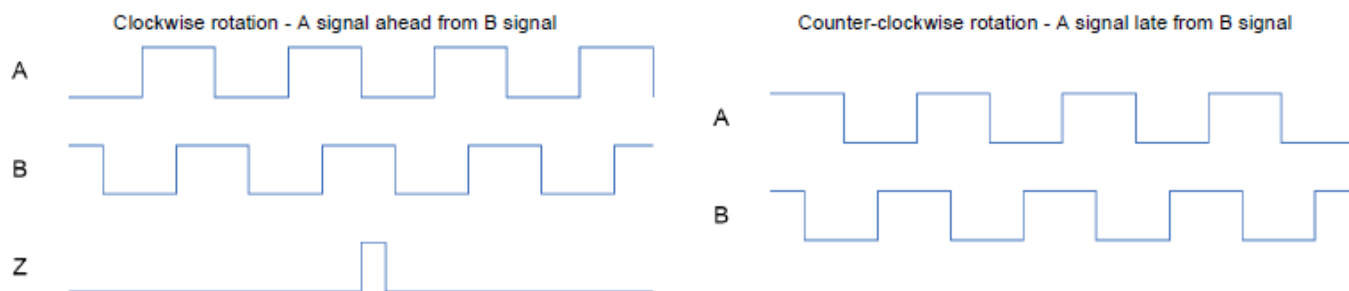 Clockwise rotation - A signal ahead from B signal
A
B
Z
Counter-clockwise rotation - A signal late from B signal
A
B